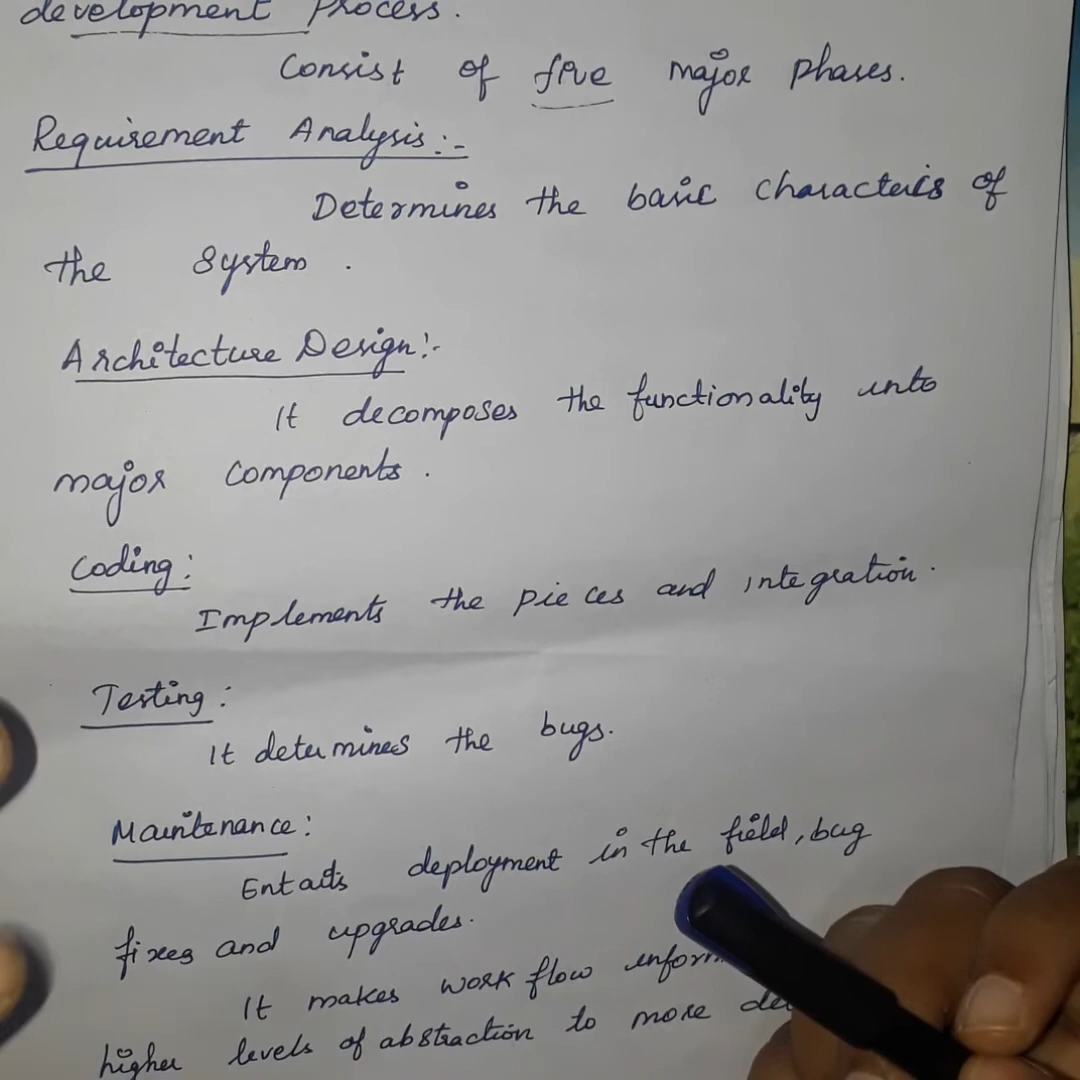 development Process.
Consist of five major phases.
Requirement Analysis:-
Determines the basic characterics of
the system.
Architecture Design:-
It decomposes the functionality into
major components.
Coding:
Implements the pieces and integration.
Testing:
It determines the bugs.
Maintenance:
Entails deployment in the field, bug
fixes and upgrades.
It makes work flow
higher levels of abstraction to more